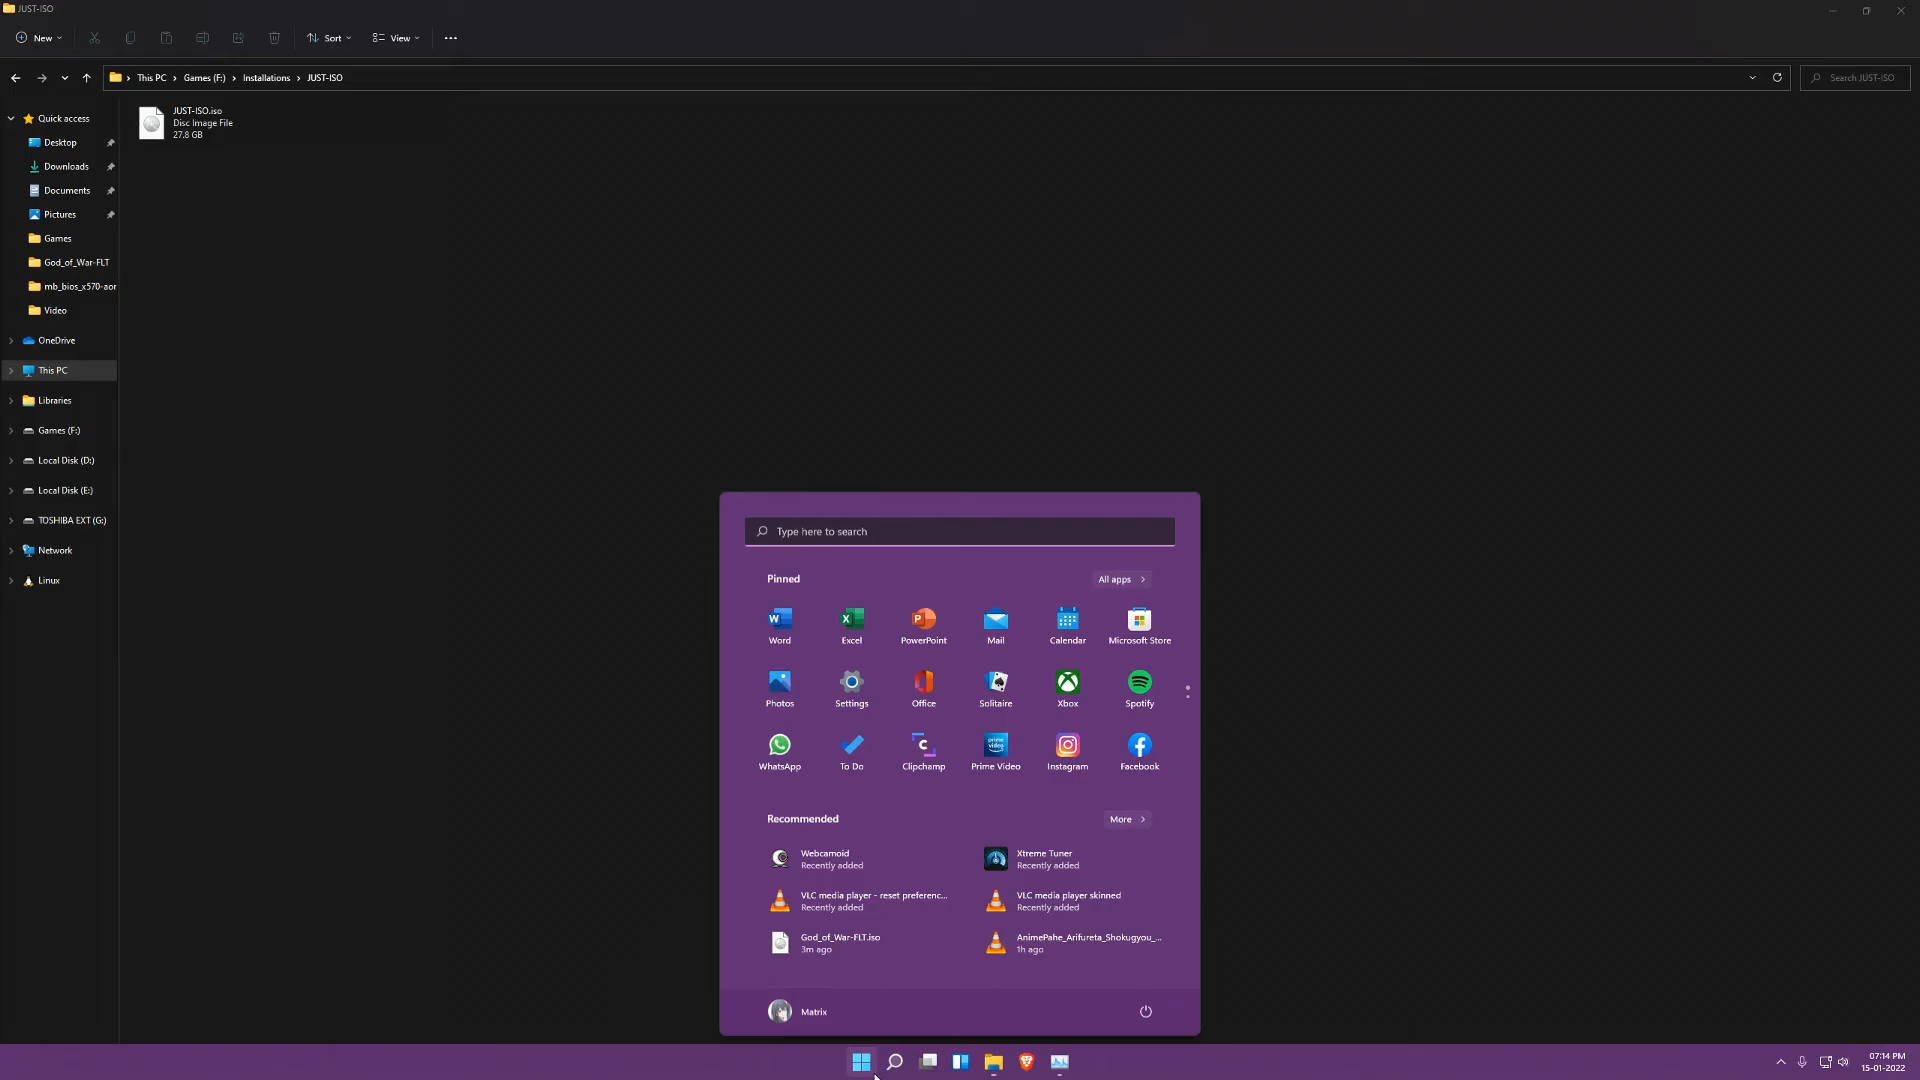 JUST-ISO
New
Sort
View
This PC > Games (F:) > Installations > JUST-ISO
Search JUST-ISO
JUST-ISO.iso
Disc Image File
27.8 GB
Quick access
Desktop
Downloads
Documents
Pictures
Games
God_of_War-FLT
mb_bios_x570-aor
Video
OneDrive
This PC
Libraries
Games (F:)
Local Disk (D:)
Local Disk (E:)
TOSHIBA EXT (G:)
Network
Linux
Type here to search
Pinned
All apps >
Word Excel PowerPoint Mail Calendar Microsoft Store
Photos Settings Office Solitaire Xbox Spotify
WhatsApp To Do Clipchamp Prime Video Instagram Facebook
Recommended
More >
Webcamoid
Recently added
Xtreme Tuner
Recently added
VLC media player - reset preferenc...
Recently added
VLC media player skinned
Recently added
God_of_War-FLT.iso
3m ago
AnimePahe_Arifureta_Shokugyou_...
1h ago
Matrix
07:14 PM
15-01-2022